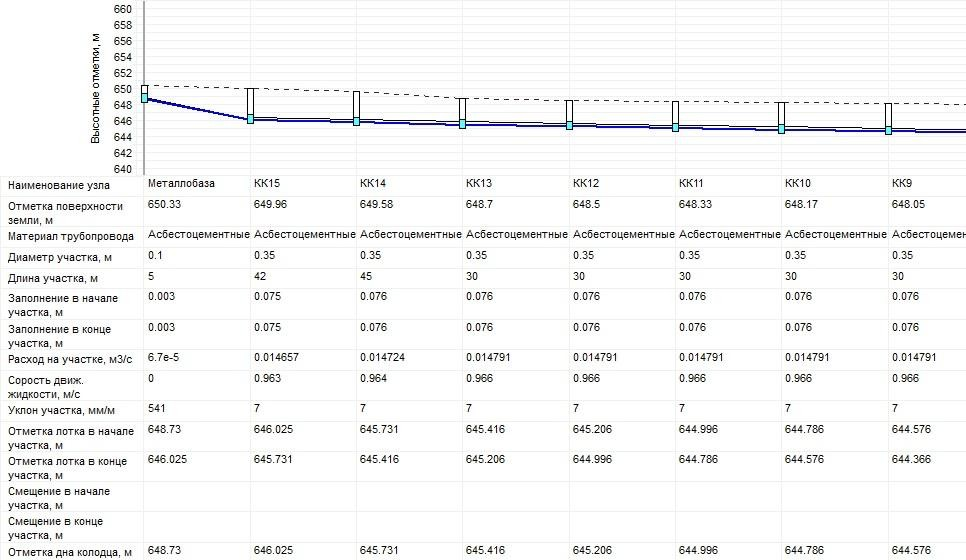 660
658
656
654
652
650
648
646
644
642
640
Высотные отметки, м
Наименование узла Металлобаза КК15 КК14 КК13 КК12 КК11 КК10 КК9
Отметка поверхности 650.33 649.96 649.58 648.7 648.5 648.33 648.17 648.05
земли, м
Материал трубопровода Асбестоцементные Асбестоцементные Асбестоцементные Асбестоцементные Асбестоцементные Асбестоцементные Асбестоцементные Асбестоцемен
Диаметр участка, м 0.1 0.35 0.35 0.35 0.35 0.35 0.35 0.35
Длина участка, м 5 42 45 30 30 30 30 30
Заполнение в начале 0.003 0.075 0.076 0.076 0.076 0.076 0.076 0.076
участка, м
Заполнение в конце 0.003 0.075 0.076 0.076 0.076 0.076 0.076 0.076
участка, м
Расход на участке, м3/с 6.7e-5 0.014657 0.014724 0.014791 0.014791 0.014791 0.014791 0.014791
Сорость движ. 0 0.963 0.964 0.966 0.966 0.966 0.966 0.966
жидкости, м/с
Уклон участка, мм/м 541 7 7 7 7 7 7 7
Отметка лотка в начале 648.73 646.025 645.731 645.416 645.206 644.996 644.786 644.576
участка, м
Отметка лотка в конце 646.025 645.731 645.416 645.206 644.996 644.786 644.576 644.366
участка, м
Смещение в начале
участка, м
Смещение в конце
участка, м
Отметка дна колодца, м 648.73 646.025 645.731 645.416 645.206 644.996 644.786 644.576